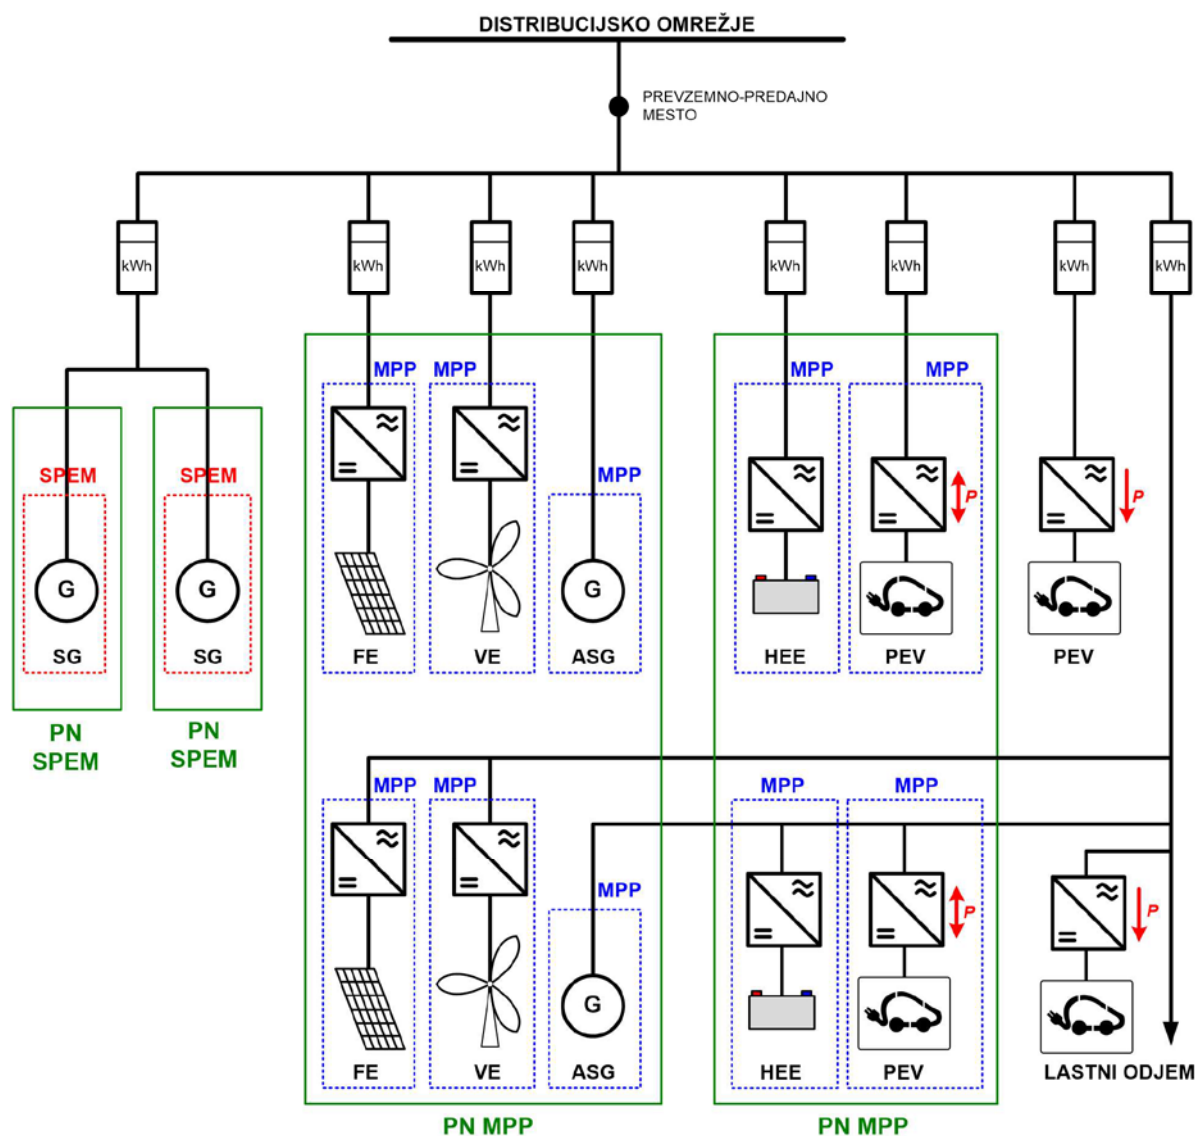 DISTRIBUCIJSKO OMREŽJE
PREVZEMNO-PREDAJNO
MESTO
kWh kWh kWh kWh kWh kWh kWh kWh
MPP MPP MPP MPP
SPEM SPEM MPP
P P
G G G
SG SG FE VE ASG HEE PEV PEV
PN
SPEM
PN
SPEM
MPP MPP MPP MPP
MPP
P P
G
FE VE ASG HEE PEV LASTNI ODJEM
PN MPP PN MPP